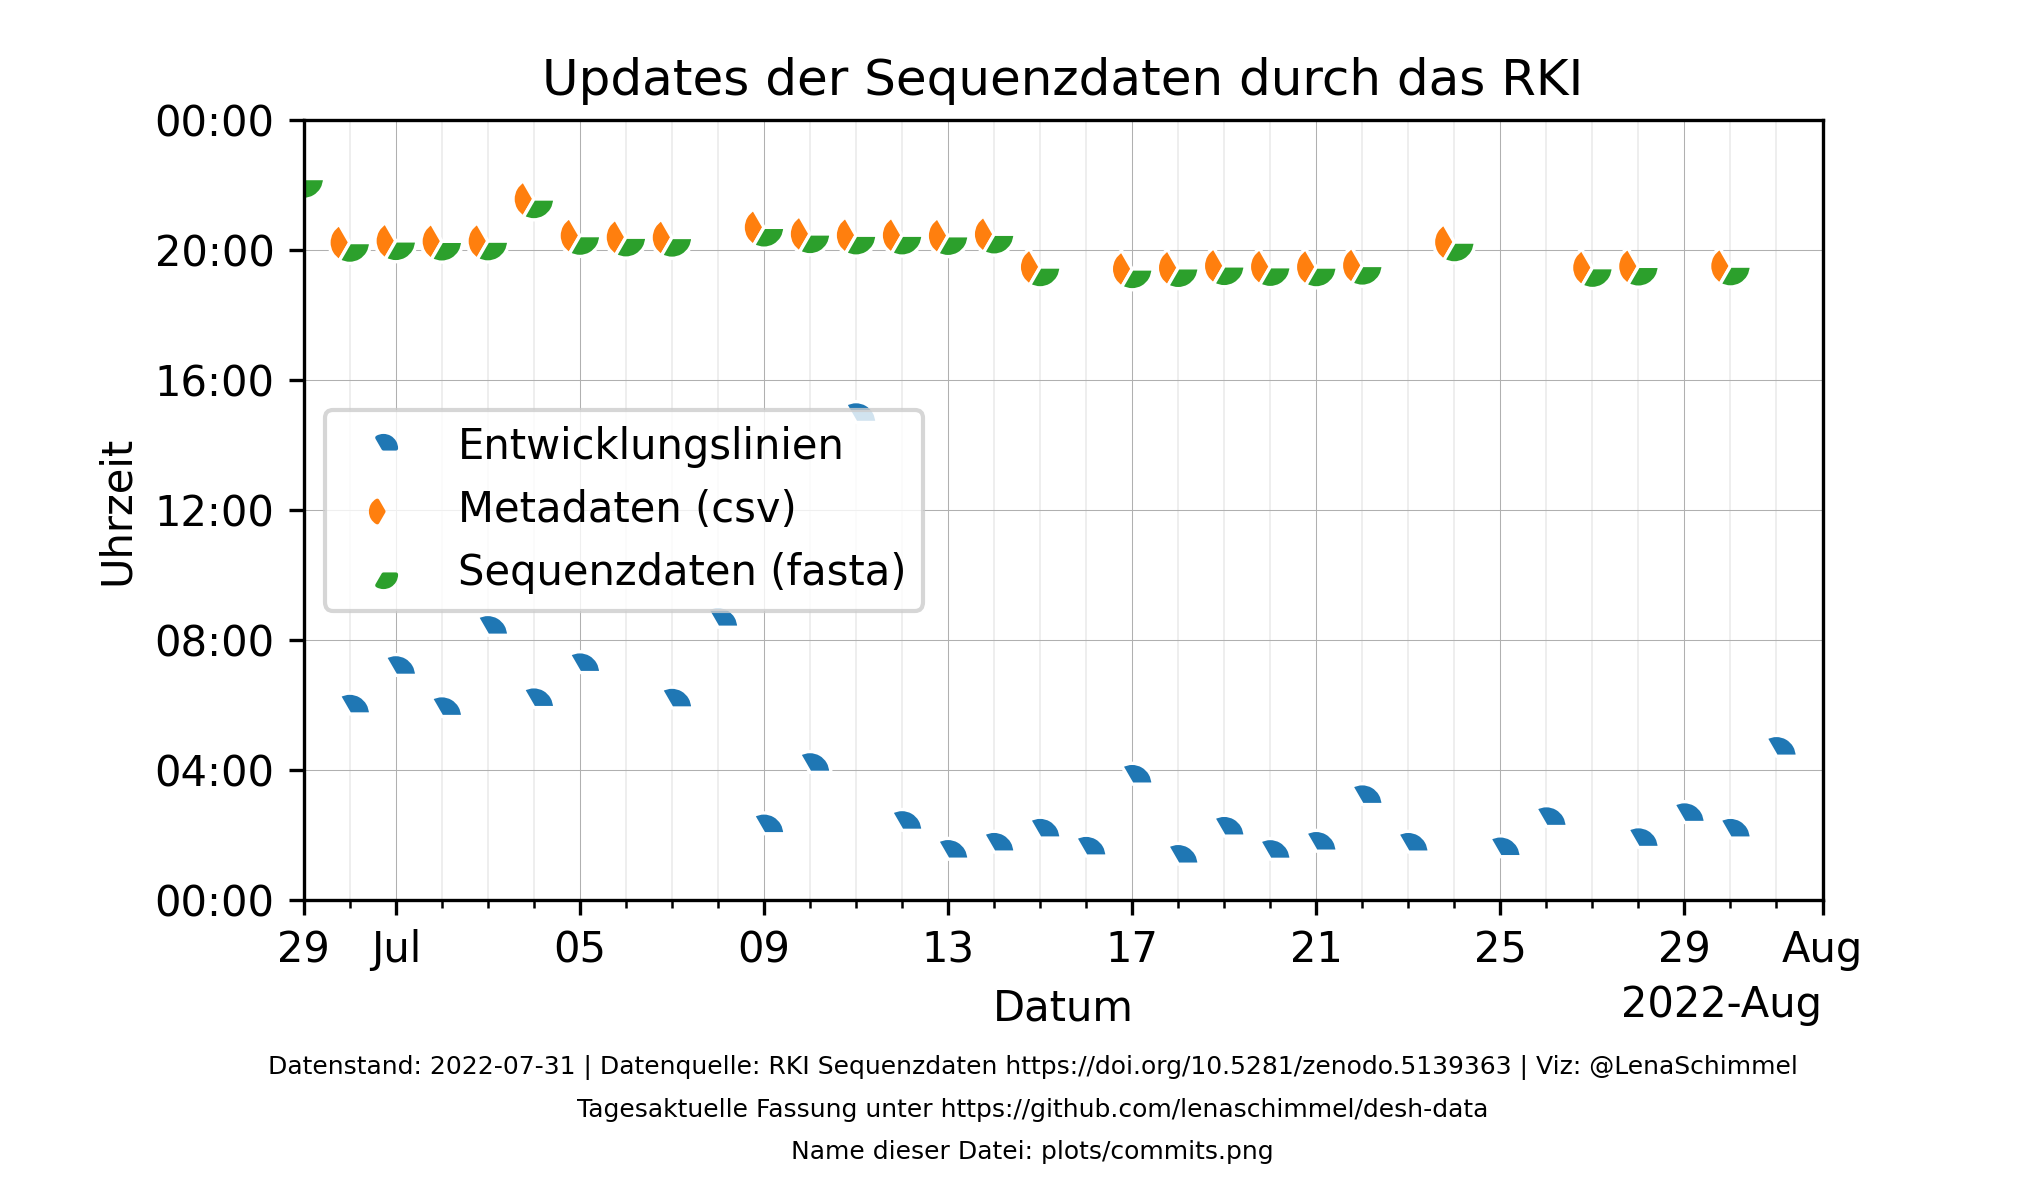 Updates der Sequenzdaten durch das RKI
00:00
20:00
16:00
12:00
08:00
04:00
00:00
Uhrzeit
Entwicklungslinien
Metadaten (csv)
Sequenzdaten (fasta)
29 Jul 05 09 13 17 21 25 29 Aug
Datum
2022-Aug
Datenstand: 2022-07-31 | Datenquelle: RKI Sequenzdaten https://doi.org/10.5281/zenodo.5139363 | Viz: @LenaSchimmel
Tagesaktuelle Fassung unter https://github.com/lenaschimmel/desh-data
Name dieser Datei: plots/commits.png